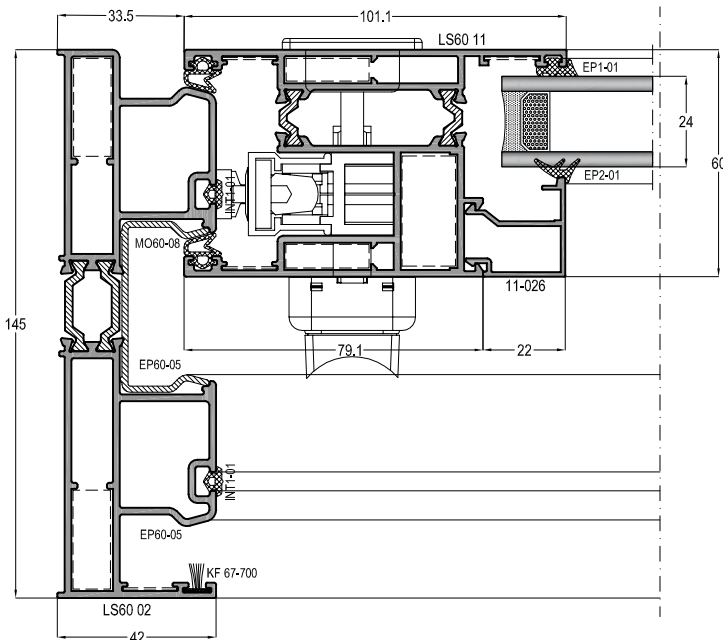 33.5
101.1
LS60 11
EP1-01
24
60
EP2-01
INT1-01
MO60-08
11-026
145
79.1
22
EP60-05
INT1-01
EP60-05
KF 67-700
LS60 02
42